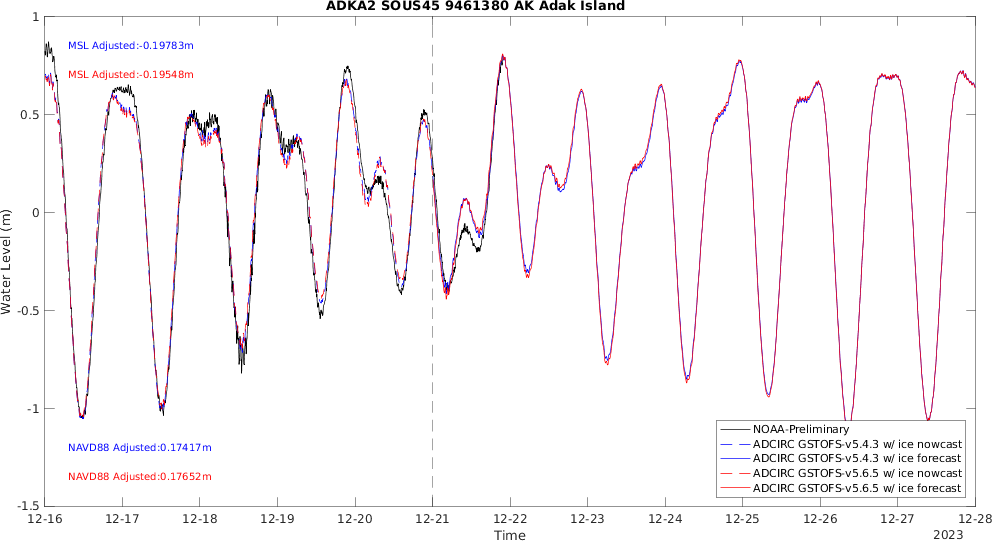 ADKA2 SOUS45 9461380 AK Adak Island
1
MSL Adjusted:-0.19783m
MSL Adjusted:-0.19548m
0.5
0
Water Level (m)
-0.5
-1
NAVD88 Adjusted:0.17417m
NAVD88 Adjusted:0.17652m
-1.5
NOAA-Preliminary
ADCIRC GSTOFS-v5.4.3 w/ ice nowcast
ADCIRC GSTOFS-v5.4.3 w/ ice forecast
ADCIRC GSTOFS-v5.6.5 w/ ice nowcast
ADCIRC GSTOFS-v5.6.5 w/ ice forecast
12-16 12-17 12-18 12-19 12-20 12-21 12-22 12-23 12-24 12-25 12-26 12-27 12-28
Time
2023